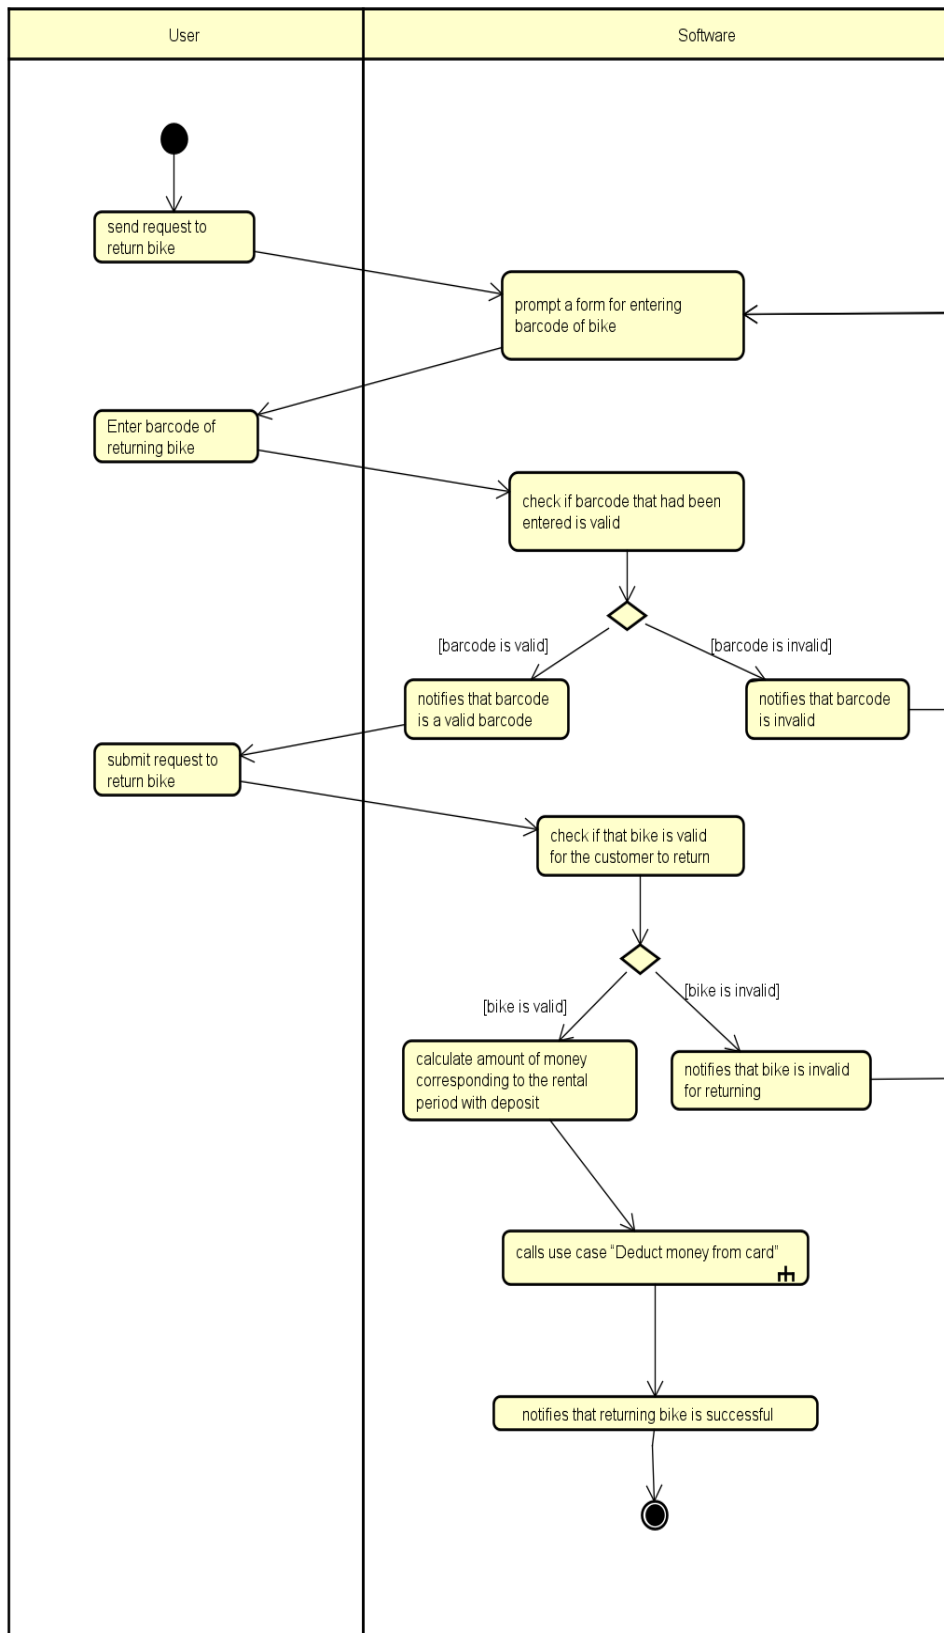 User
Software
send request to
return bike
prompt a form for entering
barcode of bike
Enter barcode of
returning bike
check if barcode that had been
entered is valid
[barcode is valid]
[barcode is invalid]
notifies that barcode
is a valid barcode
notifies that barcode
is invalid
submit request to
return bike
check if that bike is valid
for the customer to return
[bike is valid]
[bike is invalid]
calculate amount of money
corresponding to the rental
period with deposit
notifies that bike is invalid
for returning
calls use case "Deduct money from card"
notifies that returning bike is successful